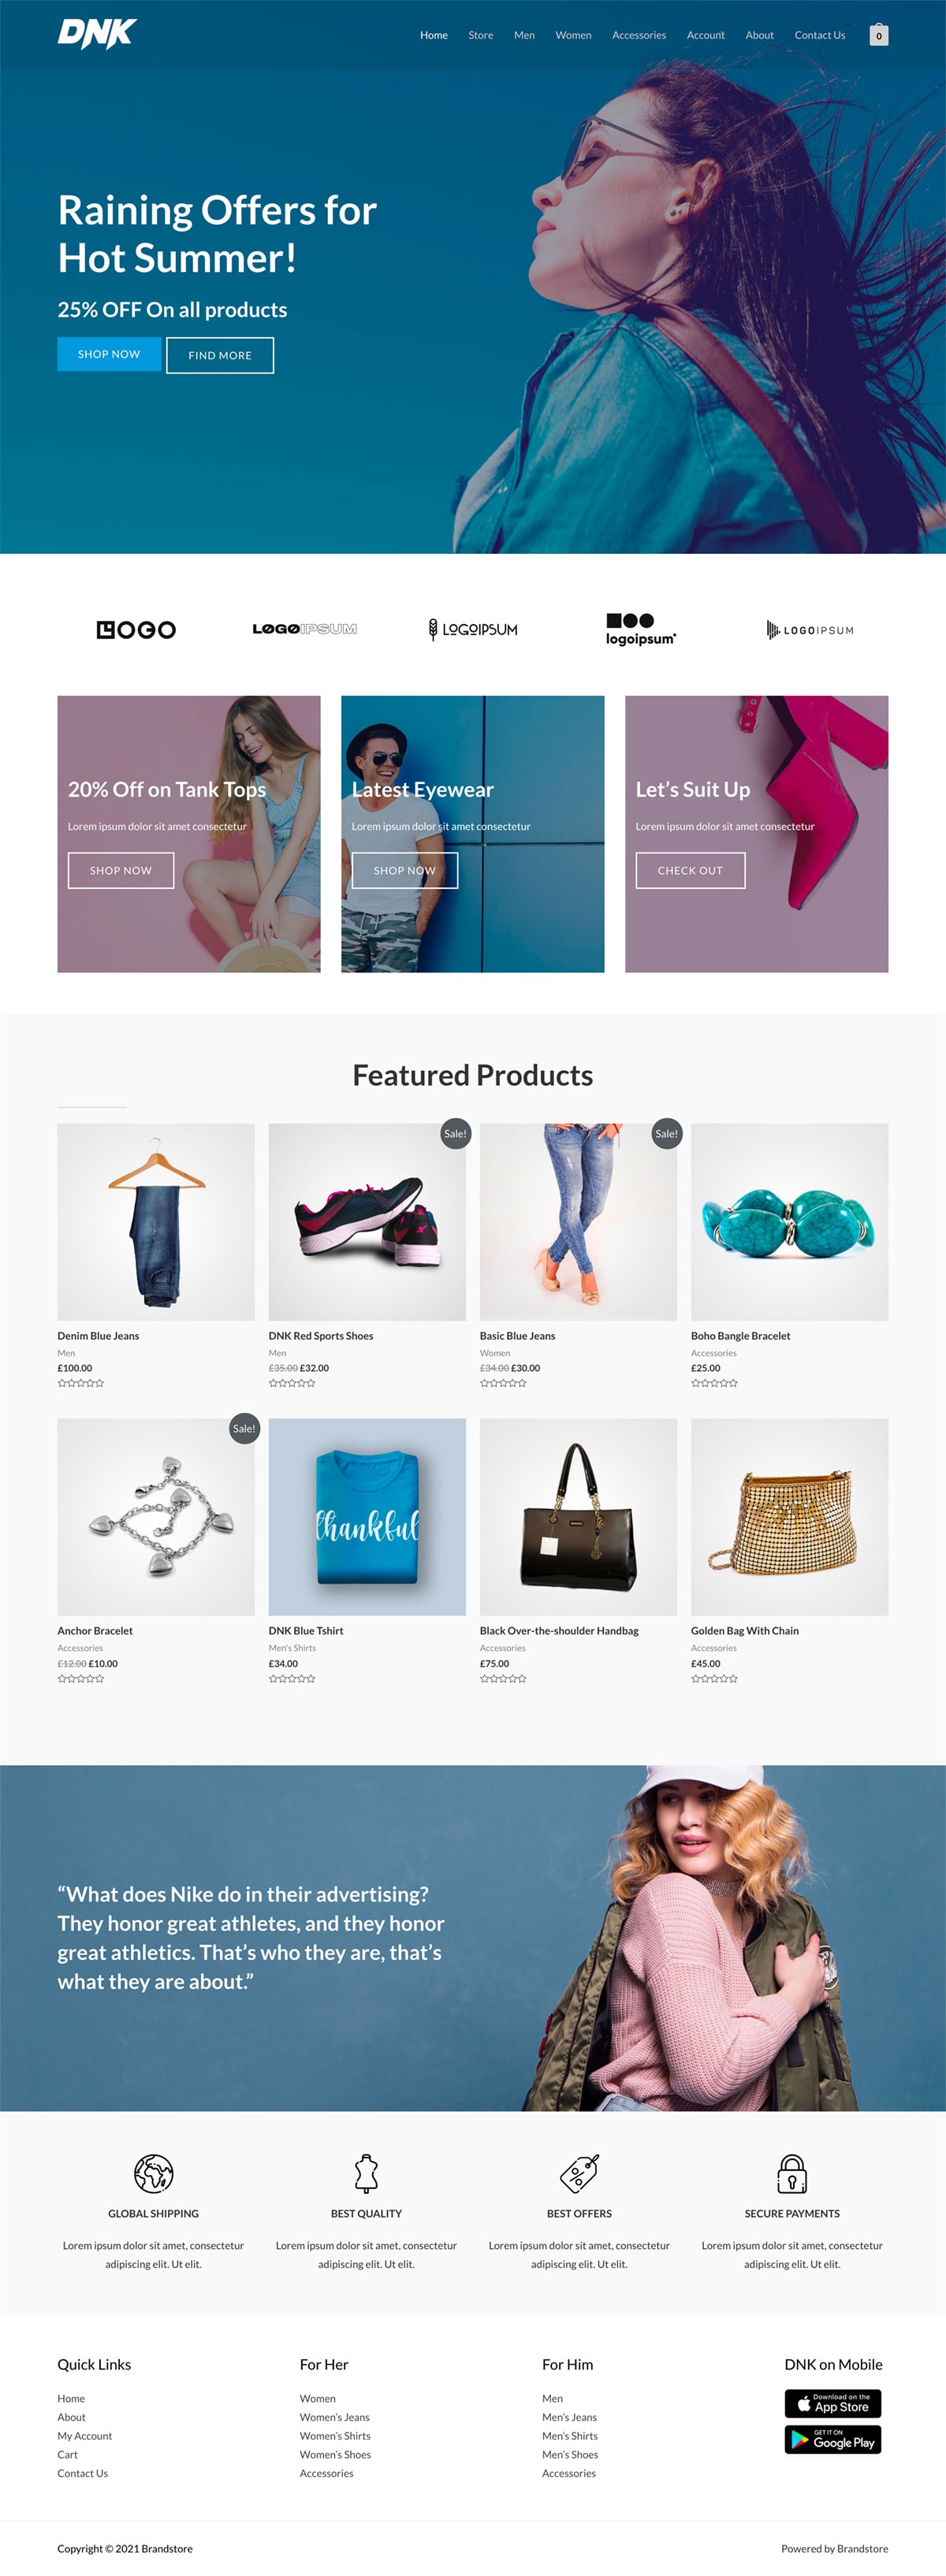 DNK
Home Store Men Women Accessories Account About Contact Us 0
Raining Offers for
Hot Summer!
25% OFF On all products
SHOP NOW FIND MORE
LOGO
LOGOIPSUM
LOGOIPSUM
logoipsum
LOGOIPSUM
20% Off on Tank Tops
Lorem ipsum dolor sit amet consectetur
SHOP NOW
Latest Eyewear
Lorem ipsum dolor sit amet consectetur
SHOP NOW
Let’s Suit Up
Lorem ipsum dolor sit amet consectetur
CHECK OUT
Featured Products
Denim Blue Jeans
Men
£100.00
Sale!
DNK Red Sports Shoes
Men
£35.00 £32.00
Sale!
Basic Blue Jeans
Women
£34.00 £30.00
Boho Bangle Bracelet
Accessories
£25.00
Sale!
Anchor Bracelet
Accessories
£12.00 £10.00
thankful
DNK Blue Tshirt
Men's Shirts
£34.00
Black Over-the-shoulder Handbag
Accessories
£75.00
Golden Bag With Chain
Accessories
£45.00
“What does Nike do in their advertising?
They honor great athletes, and they honor
great athletics. That’s who they are, that’s
what they are about.”
GLOBAL SHIPPING
Lorem ipsum dolor sit amet, consectetur
adipiscing elit. Ut elit.
BEST QUALITY
Lorem ipsum dolor sit amet, consectetur
adipiscing elit. Ut elit.
BEST OFFERS
Lorem ipsum dolor sit amet, consectetur
adipiscing elit. Ut elit.
SECURE PAYMENTS
Lorem ipsum dolor sit amet, consectetur
adipiscing elit. Ut elit.
Quick Links
Home
About
My Account
Cart
Contact Us
For Her
Women
Women’s Jeans
Women’s Shirts
Women’s Shoes
Accessories
For Him
Men
Men’s Jeans
Men’s Shirts
Men’s Shoes
Accessories
DNK on Mobile
Download on the
App Store
GET IT ON
Google Play
Copyright © 2021 Brandstore
Powered by Brandstore